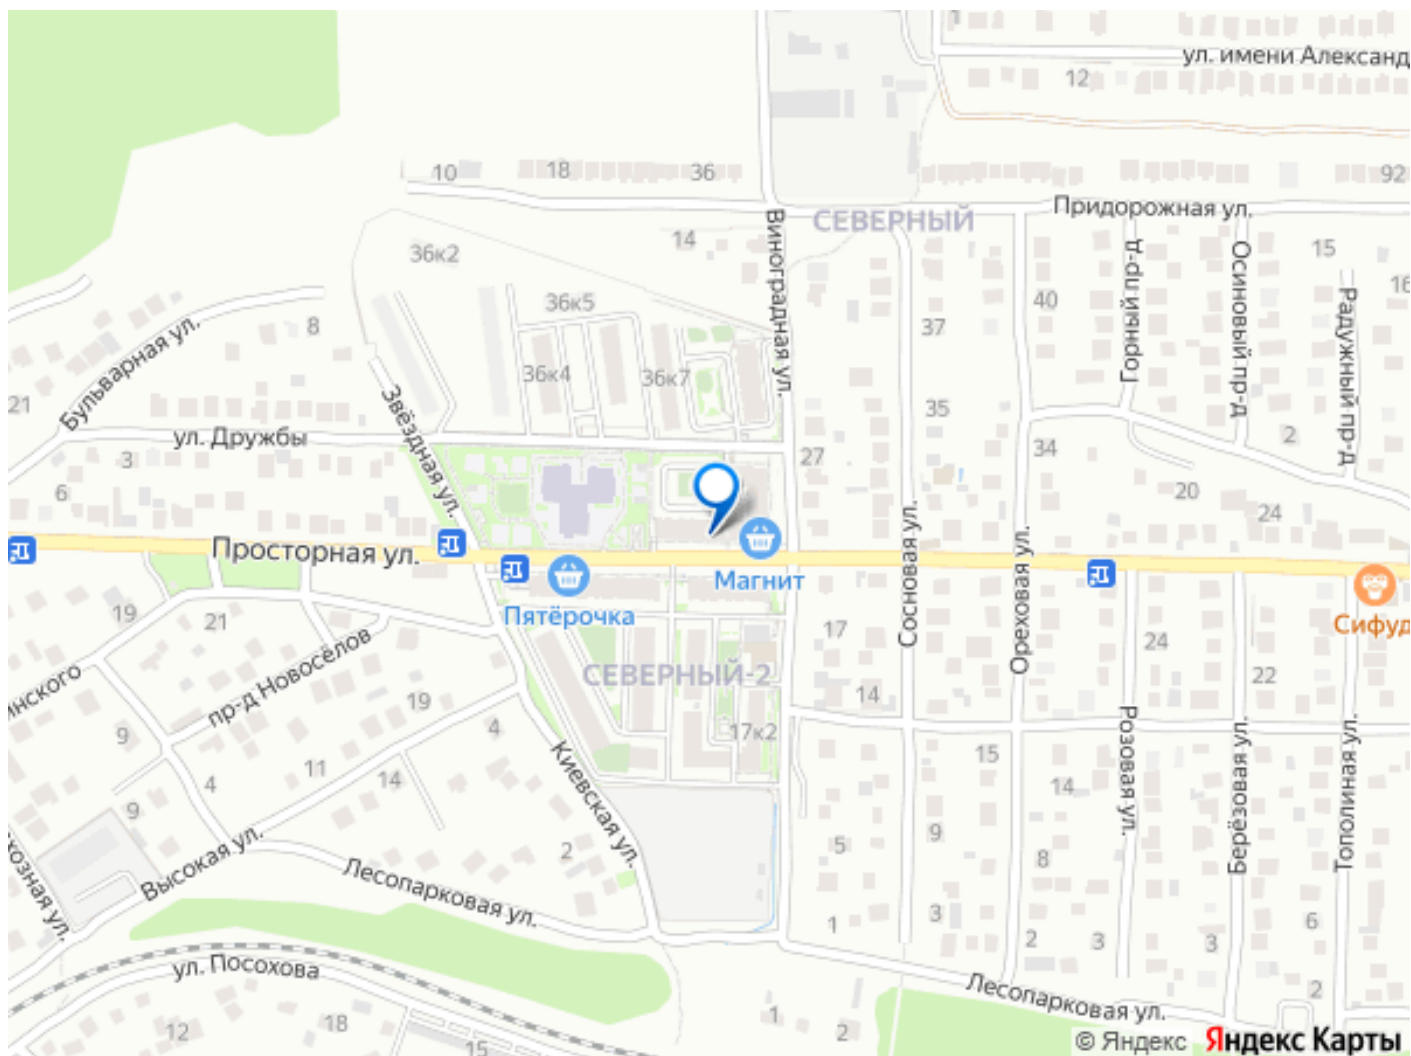 1
ул. имени Александ
12
10
18
36
92
Придорожная ул.
СЕВЕРНЫЙ
Виноградная ул.
14
36к2
Горный пр-д
Осиновый пр-д
15
16
Радужный пр-д
36к5
40
37
8
Бульварная ул.
36к4
36к7
21
Звёздная ул.
35
ул. Дружбы
2
3
27
34
6
20
24
Сосновая ул.
Ореховая ул.
Просторная ул.
Магнит
Пятёрочка
Сифуд
19
21
17
24
пр-д Новосёлов
СЕВЕРНЫЙ-2
22
инского
19
14
9
4
17к2
Розовая ул.
Берёзовая ул.
Тополиная ул.
Киевская ул.
15
11
14
4
14
9
9
5
2
8
Высокая ул.
Лесопарковая ул.
козная ул.
1
3
6
2
3
3
ул. Посохова
Лесопарковая ул.
2
1
2
18
12
15
© Яндекс Яндекс Карты